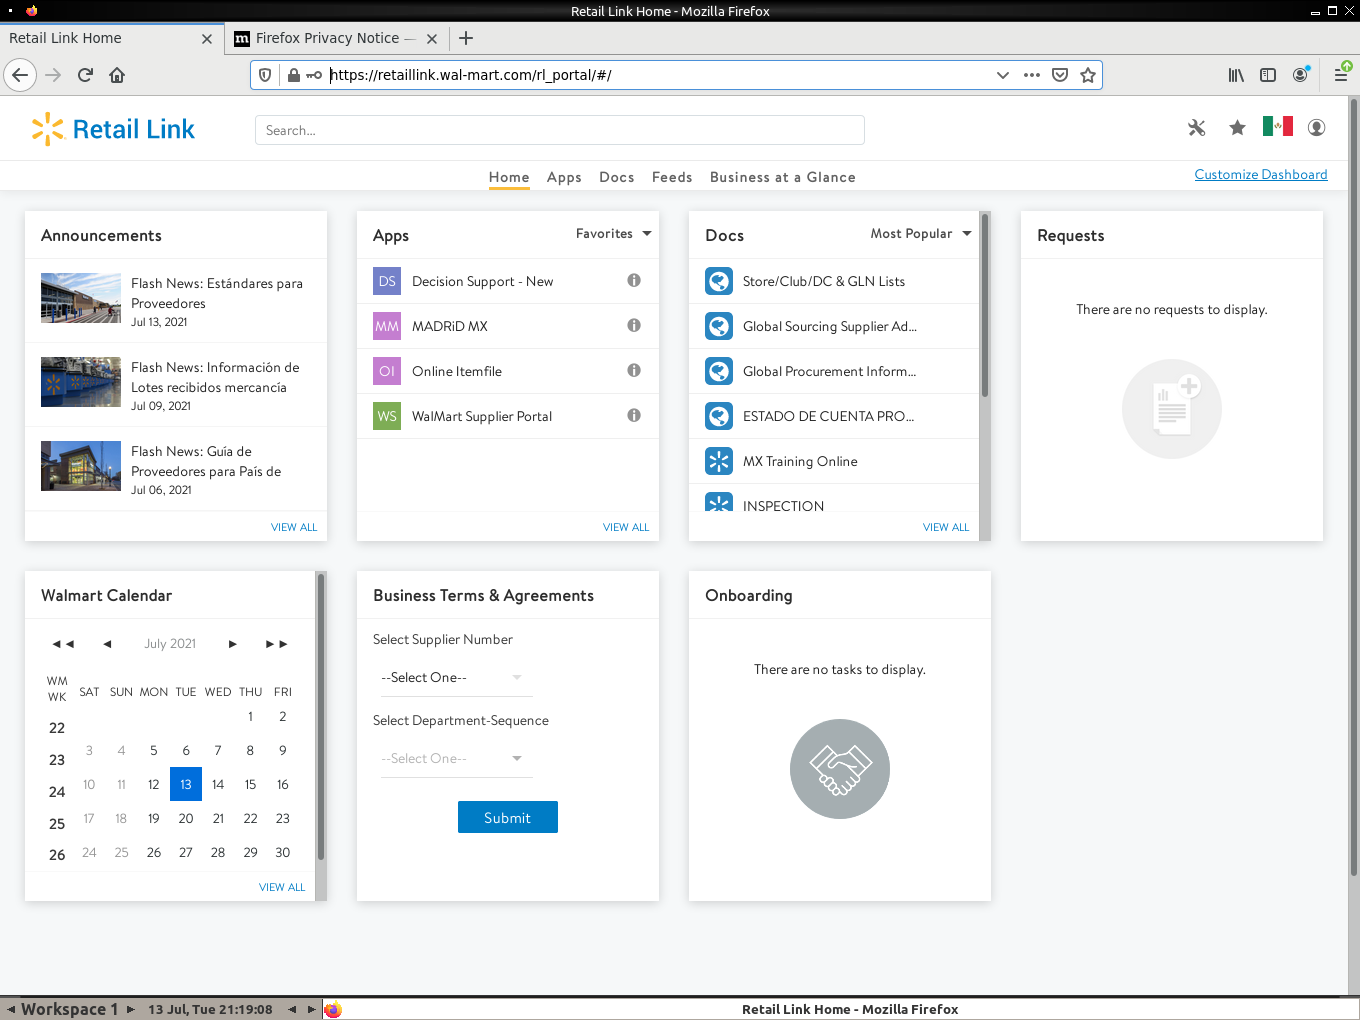 Retail Link Home - Mozilla Firefox
Retail Link Home
Firefox Privacy Notice —
https://retaillink.wal-mart.com/rl_portal/#/
Retail Link
Search...
Home Apps Docs Feeds Business at a Glance
Customize Dashboard
Announcements
Flash News: Estándares para
Proveedores
Jul 13, 2021
Flash News: Información de
Lotes recibidos mercancía
Jul 09, 2021
Flash News: Guía de
Proveedores para País de
Jul 06, 2021
VIEW ALL
Apps
Favorites
DS Decision Support - New
MM MADRiD MX
OI Online Itemfile
WS WalMart Supplier Portal
VIEW ALL
Docs
Most Popular
Store/Club/DC & GLN Lists
Global Sourcing Supplier Ad...
Global Procurement Inform...
ESTADO DE CUENTA PRO...
MX Training Online
INSPECTION
VIEW ALL
Requests
There are no requests to display.
Walmart Calendar
July 2021
WM
WK SAT SUN MON TUE WED THU FRI
22 1 2
23 3 4 5 6 7 8 9
24 10 11 12 13 14 15 16
25 17 18 19 20 21 22 23
26 24 25 26 27 28 29 30
VIEW ALL
Business Terms & Agreements
Select Supplier Number
--Select One--
Select Department-Sequence
--Select One--
Submit
Onboarding
There are no tasks to display.
Workspace 1 13 Jul, Tue 21:19:08 Retail Link Home - Mozilla Firefox